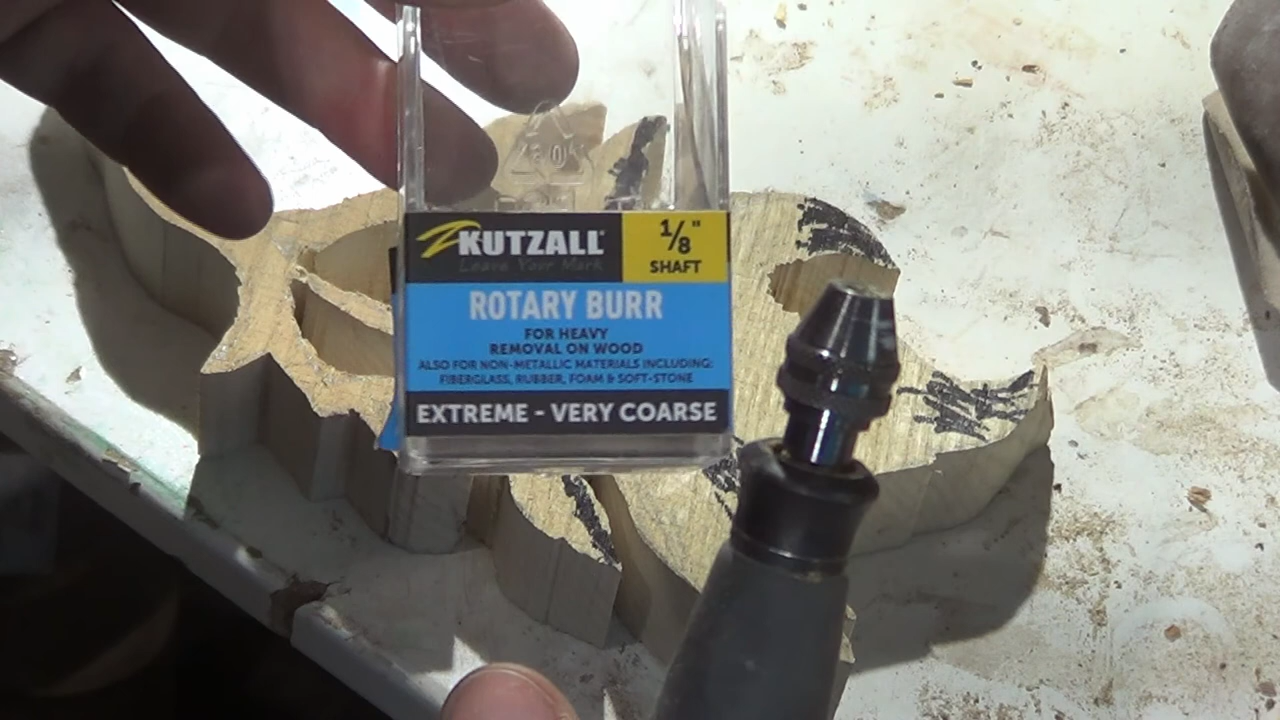 KUTZALL
Leave Your Mark
1/8"
SHAFT
ROTARY BURR
FOR HEAVY
REMOVAL ON WOOD
ALSO FOR NON-METALLIC MATERIALS INCLUDING:
FIBERGLASS, RUBBER, FOAM & SOFT-STONE
EXTREME - VERY COARSE